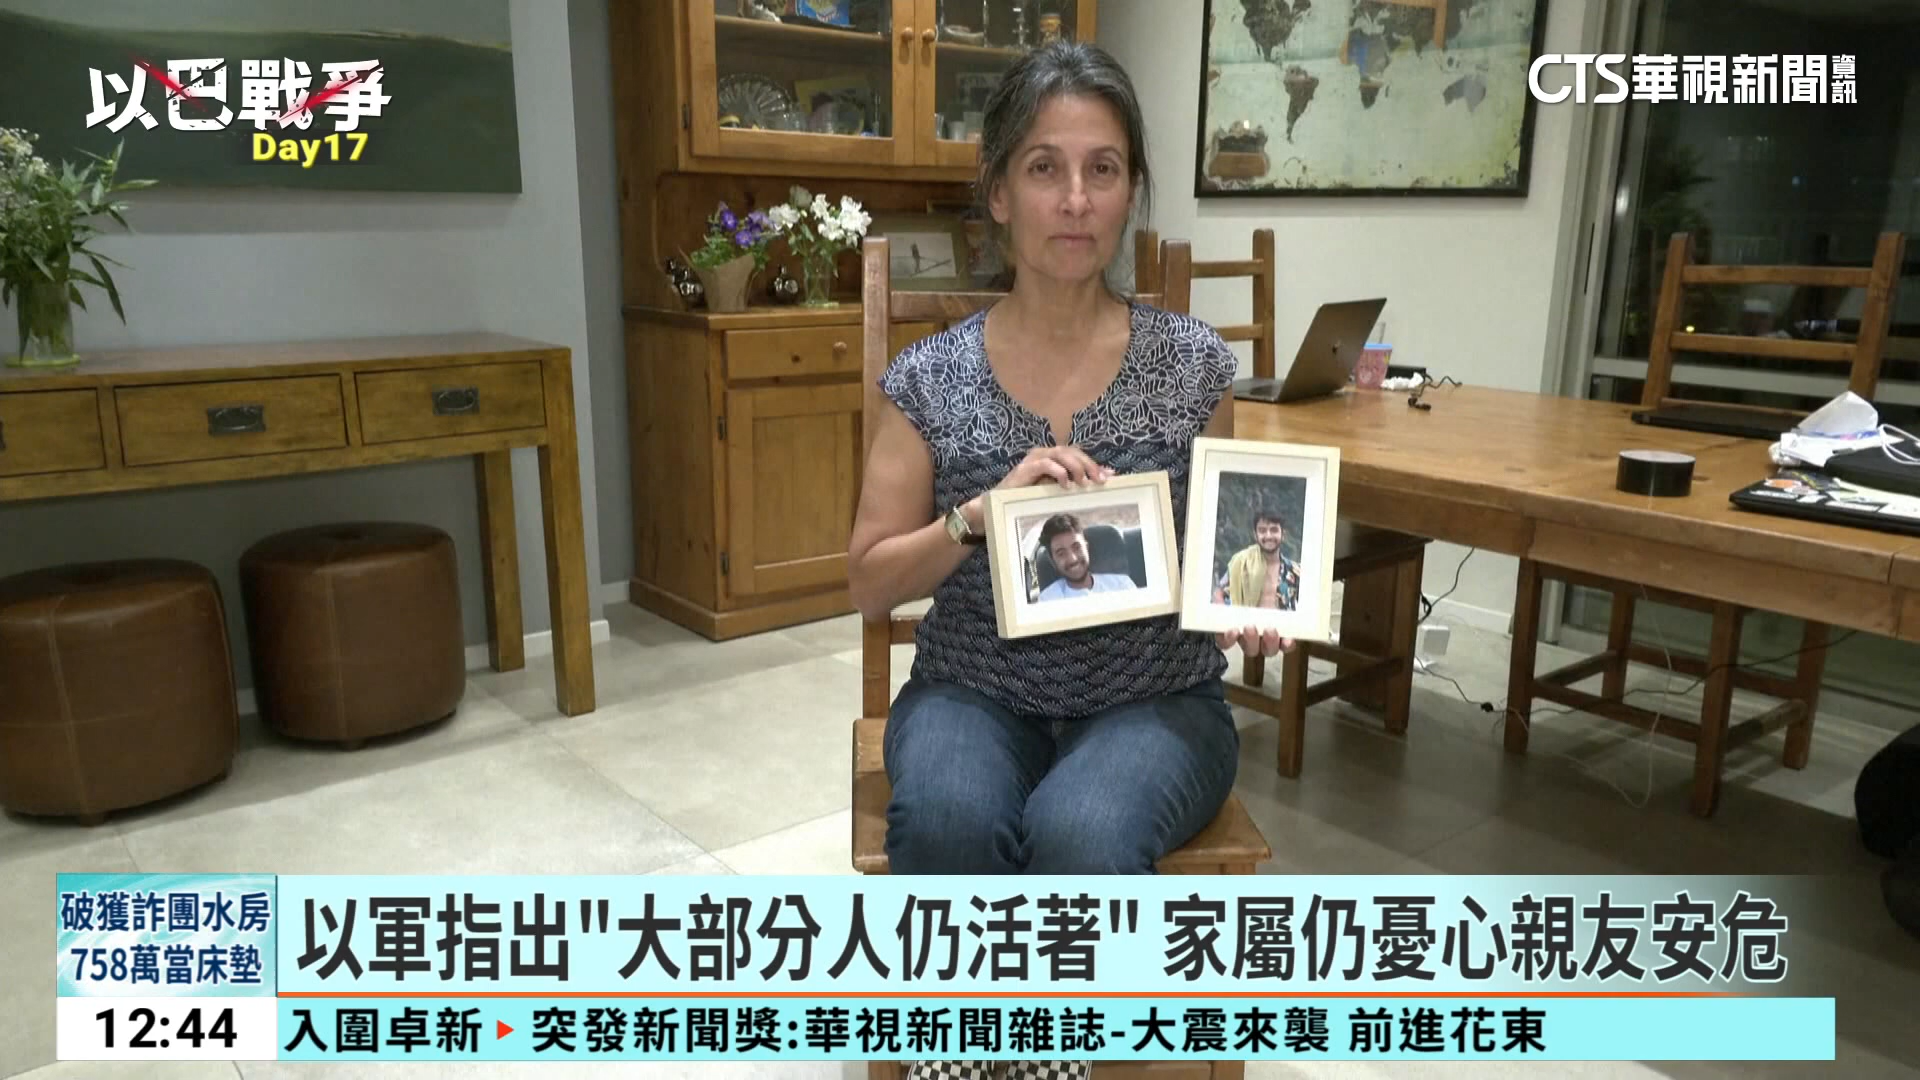 以巴戰爭
Day17
CTS華視新聞資訊
破獲詐團水房
758萬當床墊
以軍指出"大部分人仍活著" 家屬仍憂心親友安危
12:44
入圍卓新▶突發新聞獎:華視新聞雜誌-大震來襲 前進花東